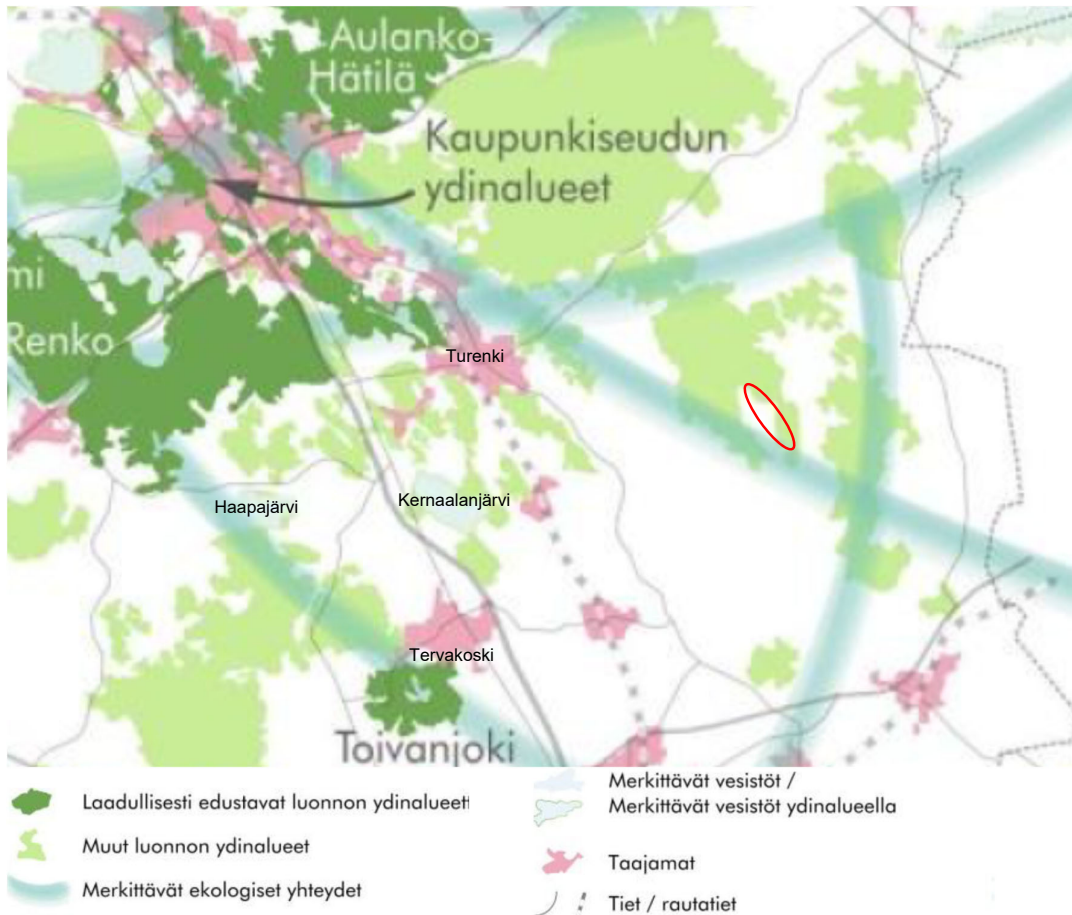 Aulanko-
Hätilä
Kaupunkiseudun
ydinalueet
mi
Renko
Turenki
Haapajärvi
Kernaalanjärvi
Tervakoski
Toivanjoki
Laadullisesti edustavat luonnon ydinalueet
Muut luonnon ydinalueet
Merkittävät ekologiset yhteydet
Merkittävät vesistöt /
Merkittävät vesistöt ydinalueella
Taajamat
Tiet / rautatiet